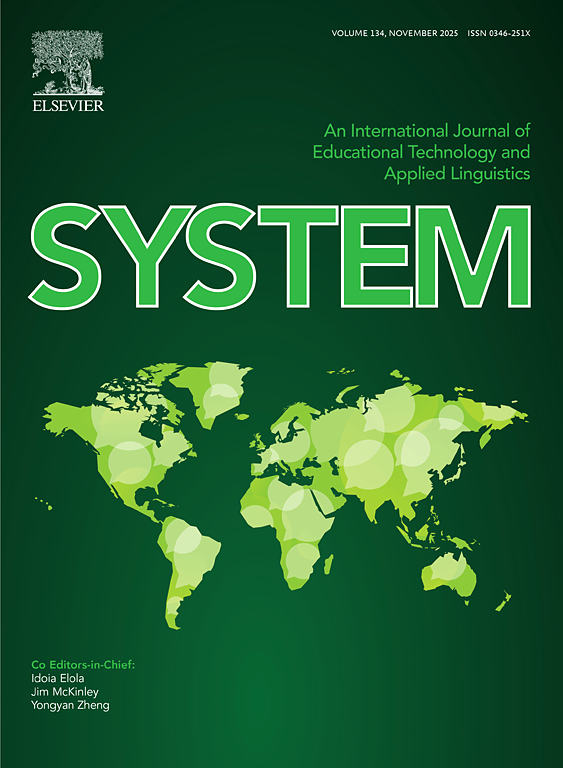 VOLUME 134, NOVEMBER 2025 ISSN 0346-251X
ELSEVIER
An International Journal of
Educational Technology and
Applied Linguistics
SYSTEM
Co Editors-in-Chief:
Idoia Elola
Jim McKinley
Yongyan Zheng